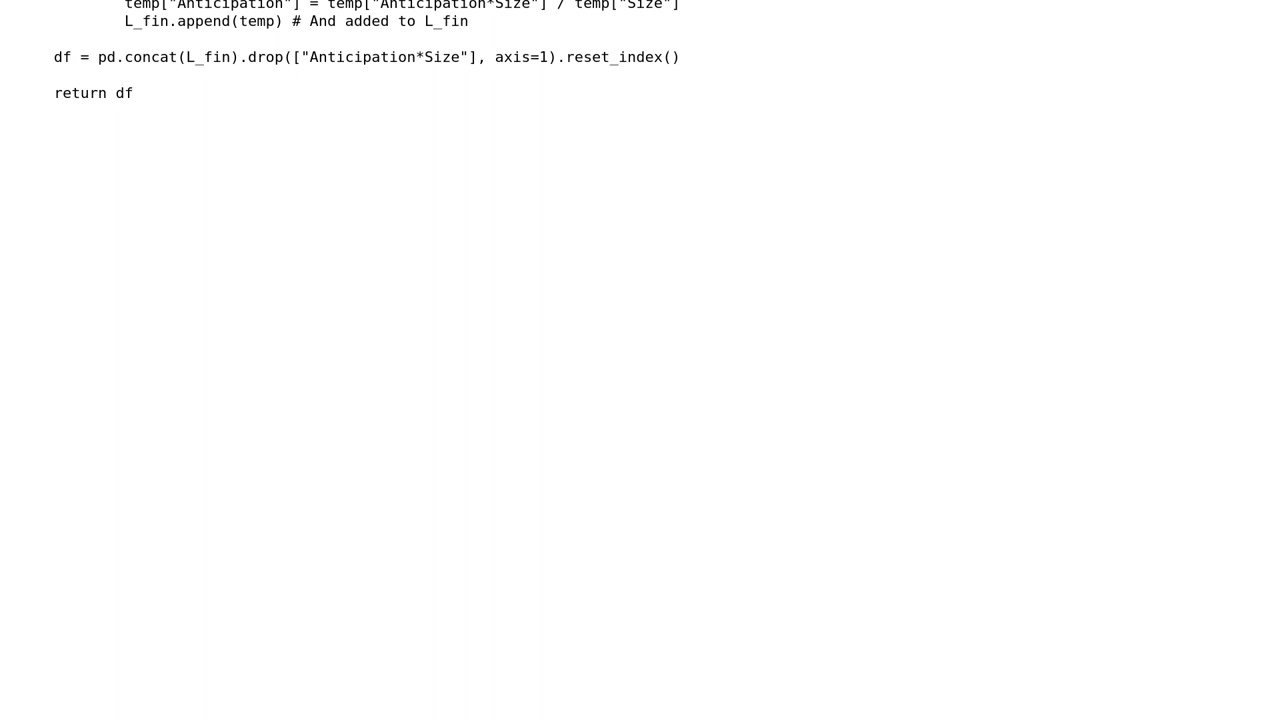 temp["Anticipation"] = temp["Anticipation*Size"] / temp["Size"]
L_fin.append(temp) # And added to L_fin
df = pd.concat(L_fin).drop(["Anticipation*Size"], axis=1).reset_index()
return df